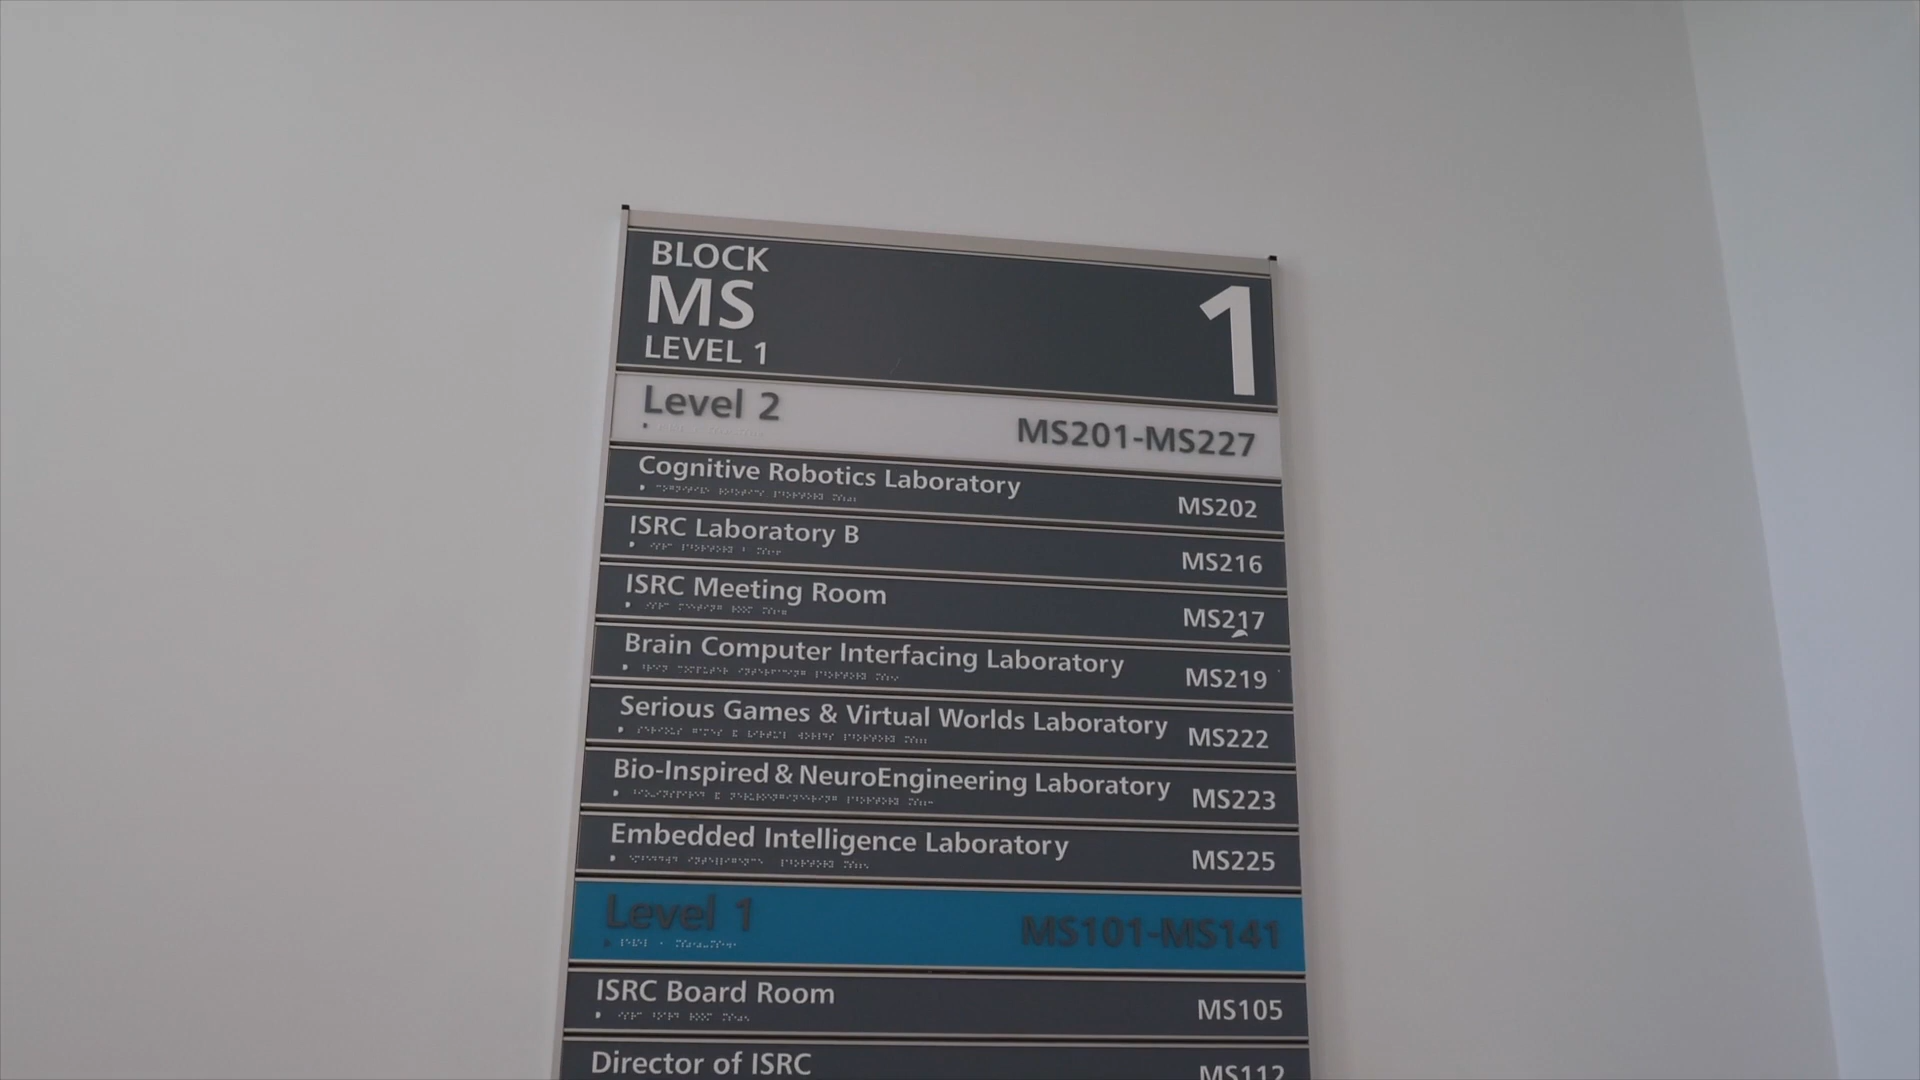 BLOCK
MS
LEVEL 1
1
Level 2 MS201-MS227
Cognitive Robotics Laboratory MS202
ISRC Laboratory B MS216
ISRC Meeting Room MS217
Brain Computer Interfacing Laboratory MS219
Serious Games & Virtual Worlds Laboratory MS222
Bio-Inspired & NeuroEngineering Laboratory MS223
Embedded Intelligence Laboratory MS225
Level 1 MS101-MS141
ISRC Board Room MS105
Director of ISRC MS112